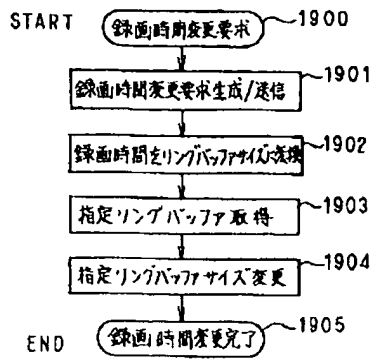 START
録画時間変更要求
1900
録画時間変更要求生成/送信
1901
録画時間をリングバッファサイズに変換
1902
指定リングバッファ取得
1903
指定リングバッファサイズ変更
1904
END
録画時間変更完了
1905